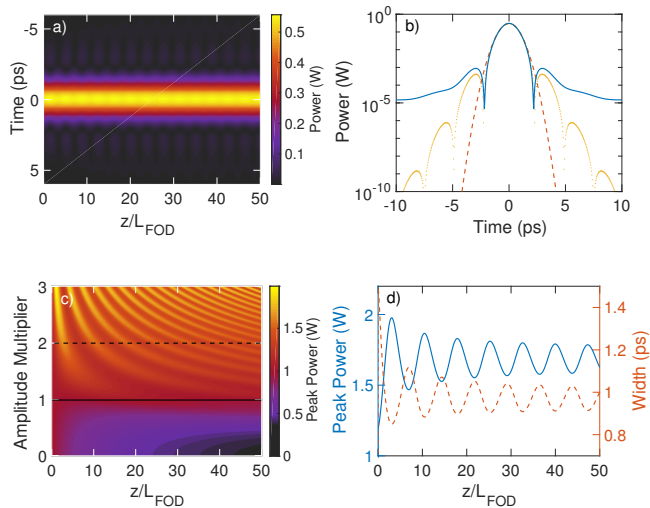 a)
-5
0
5
Time (ps)
0 10 20 30 40 50
z/L_FOD
0.5
0.4
0.3
0.2
0.1
Power (W)
b)
10^0
10^-5
10^-10
Power (W)
-10 -5 0 5 10
Time (ps)
c)
3
2
1
0
Amplitude Multiplier
0 10 20 30 40 50
z/L_FOD
1.5
1
0.5
0
Peak Power (W)
d)
2
1.5
1
Peak Power (W)
0 10 20 30 40 50
z/L_FOD
1.4
1.2
1
0.8
Width (ps)